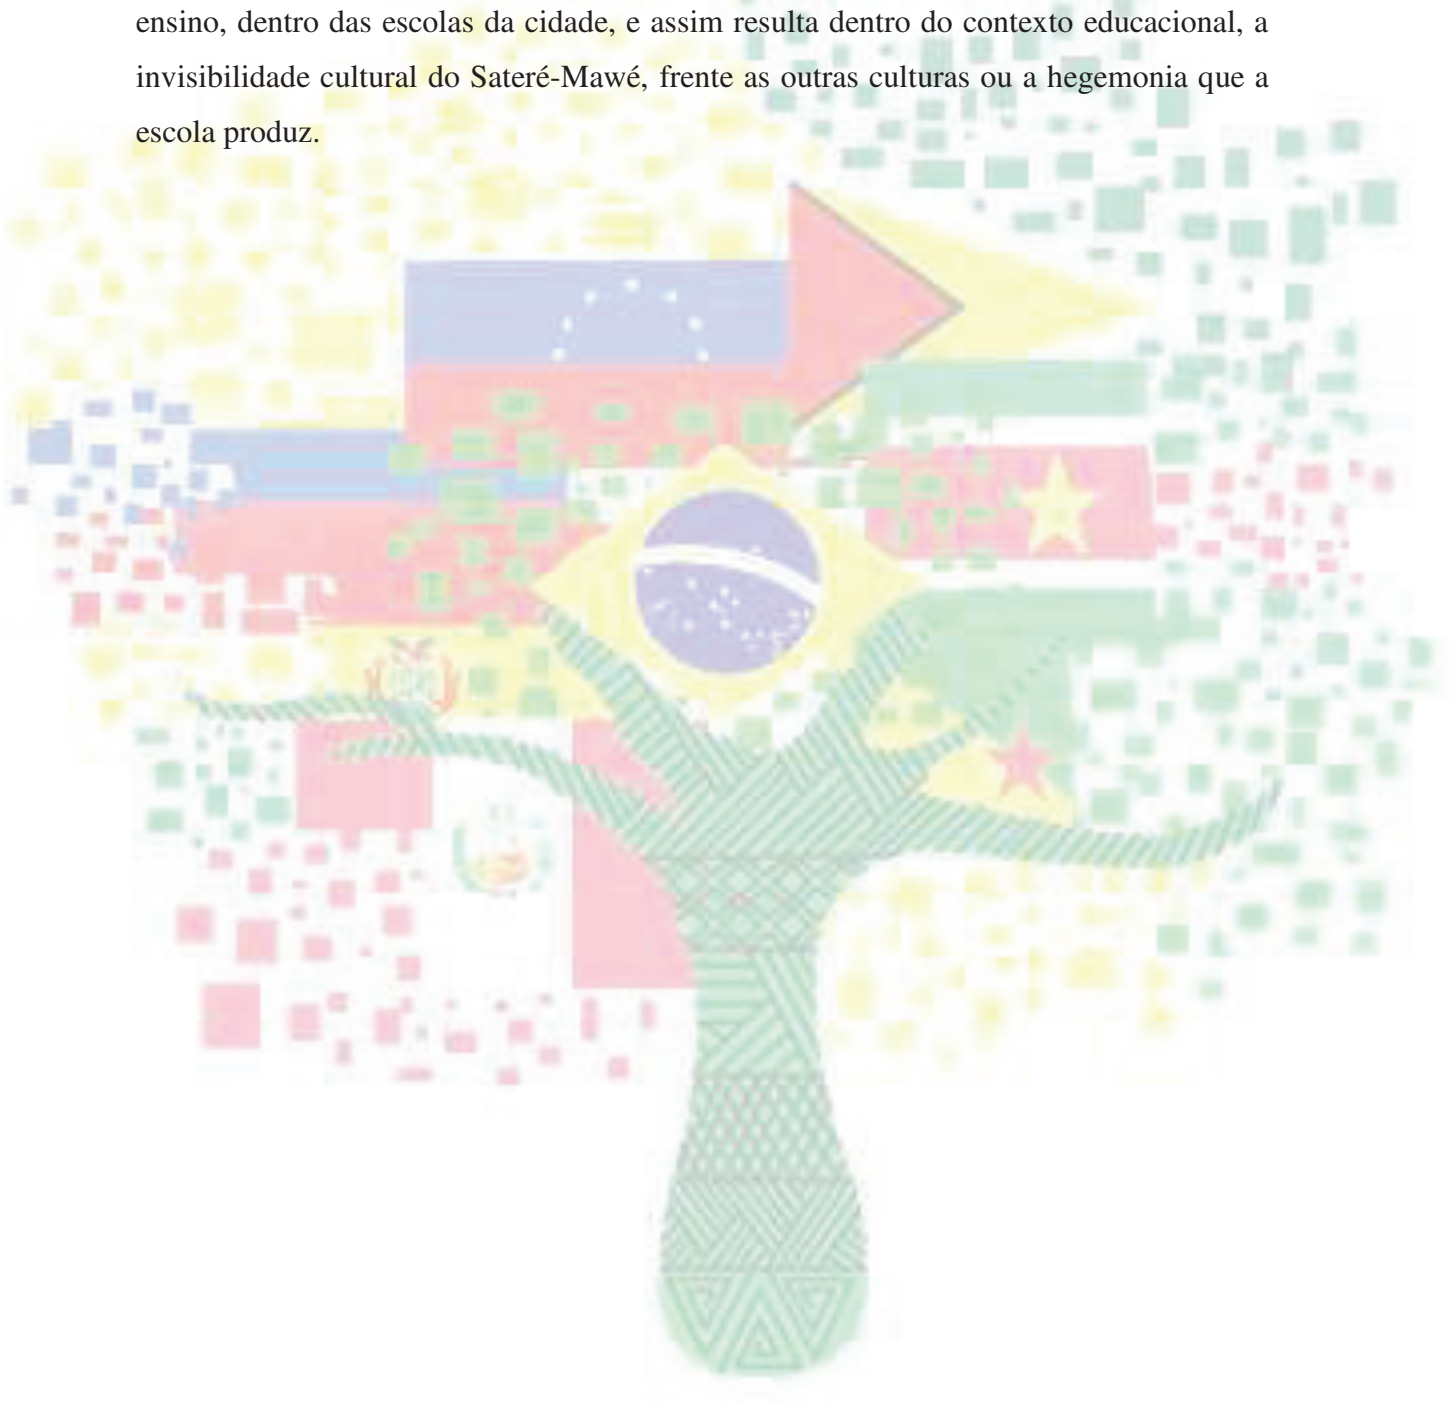 ensino, dentro das escolas da cidade, e assim resulta dentro do contexto educacional, a
invisibilidade cultural do Sateré-Mawé, frente as outras culturas ou a hegemonia que a
escola produz.